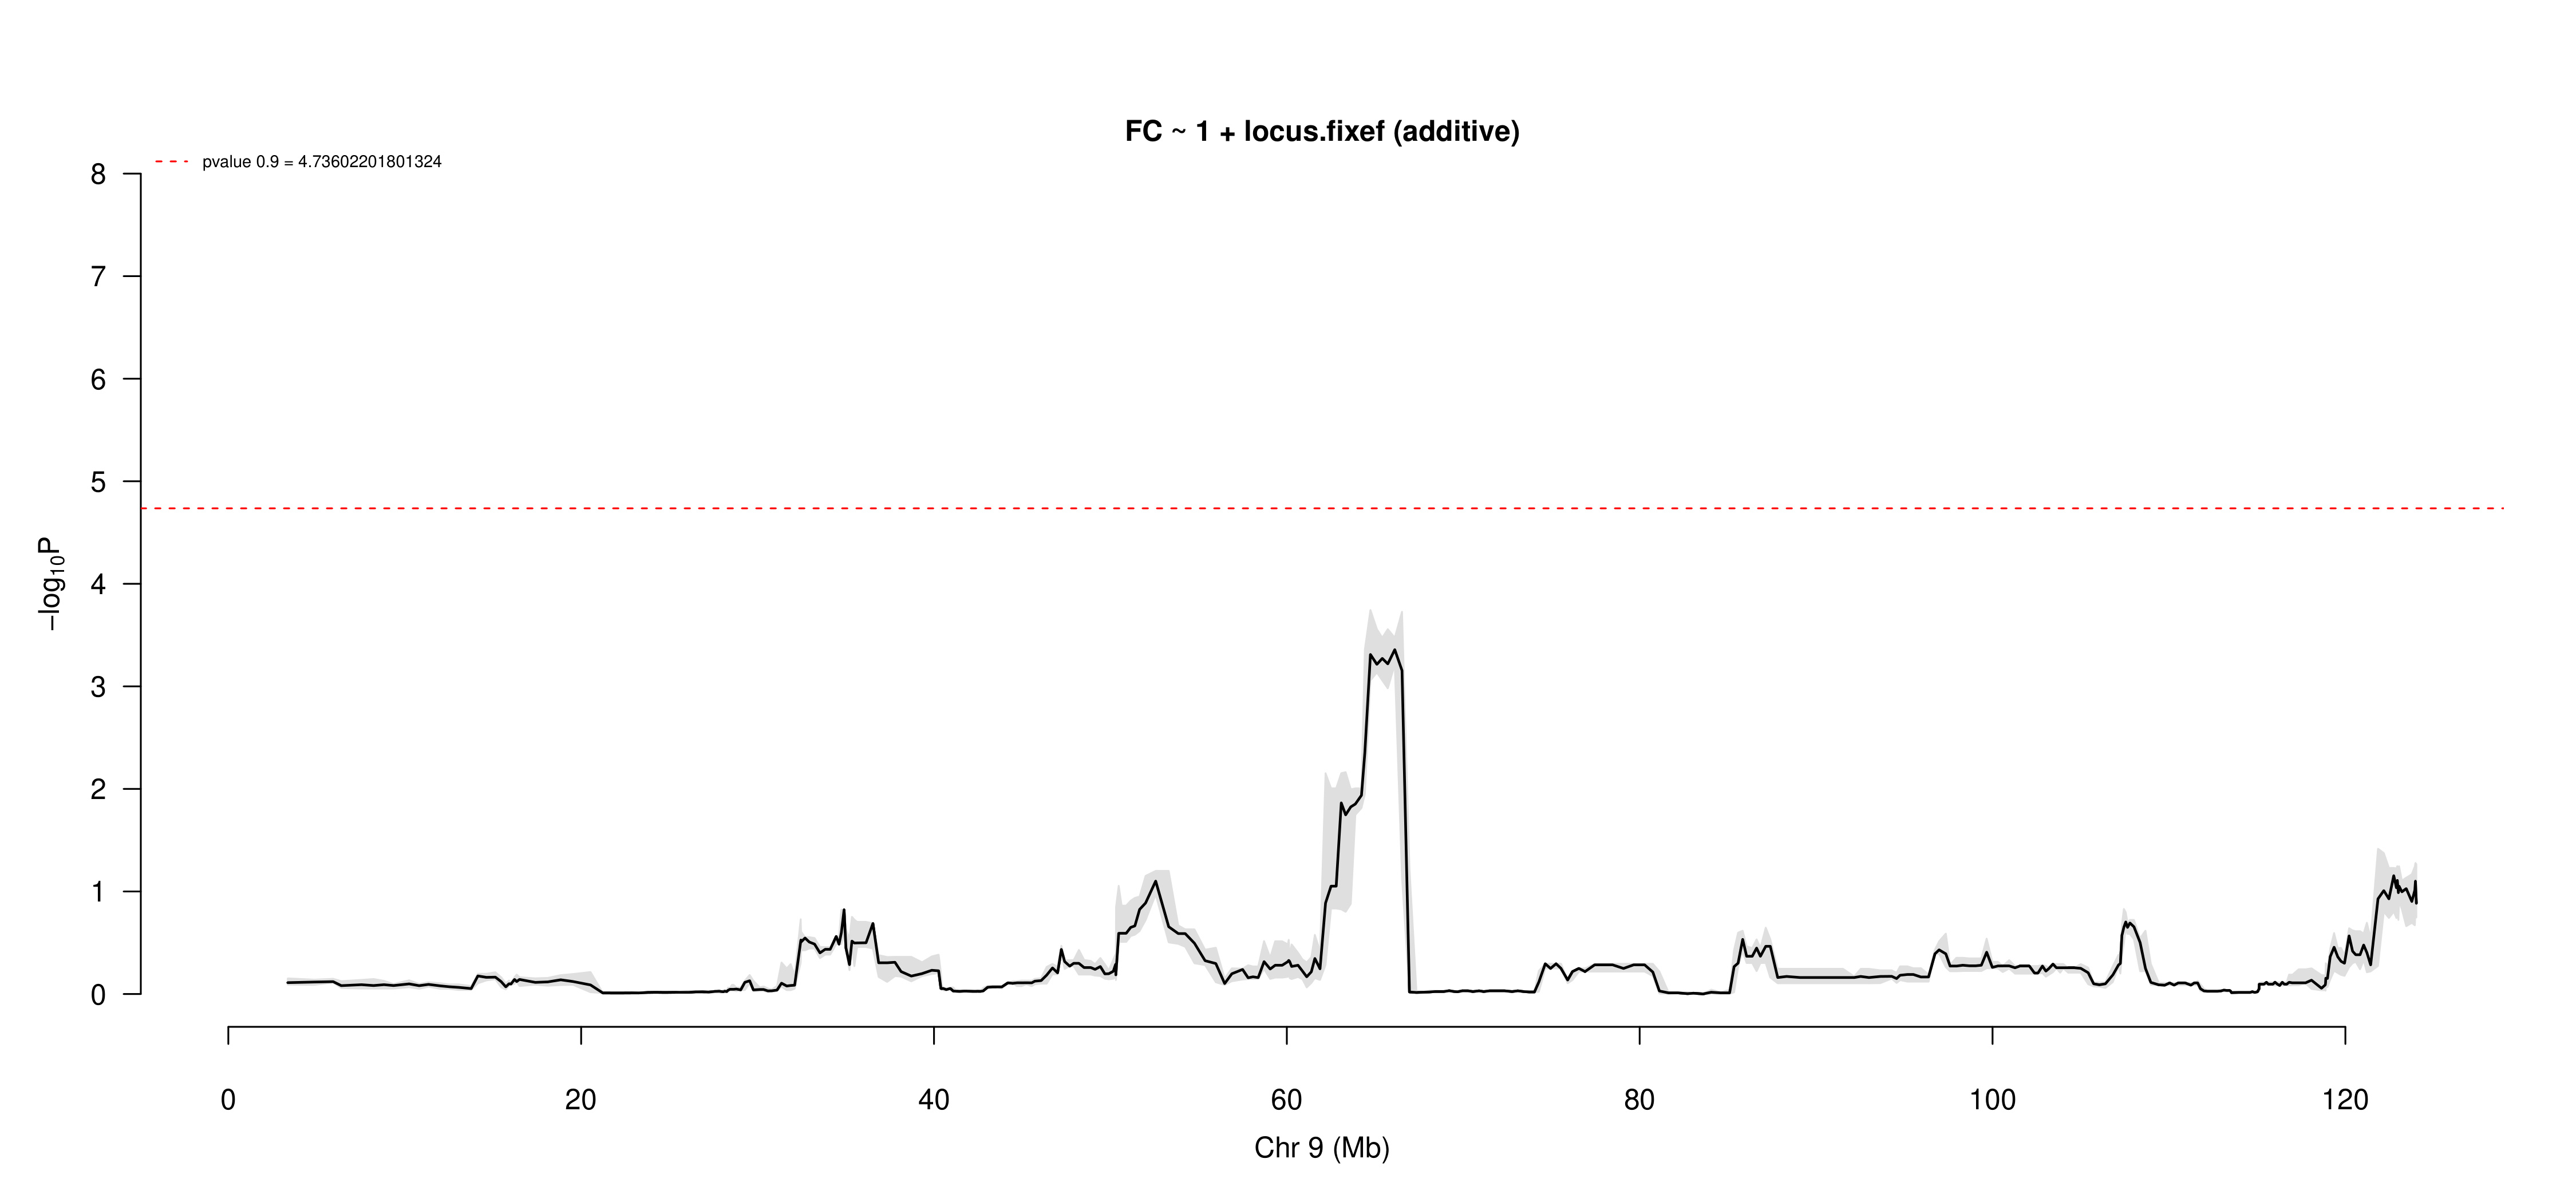 FC ~ 1 + locus.fixef (additive)
pvalue 0.9 = 4.73602201801324
8
7
6
5
4
3
2
1
0
−log10P
0 20 40 60 80 100 120
Chr 9 (Mb)